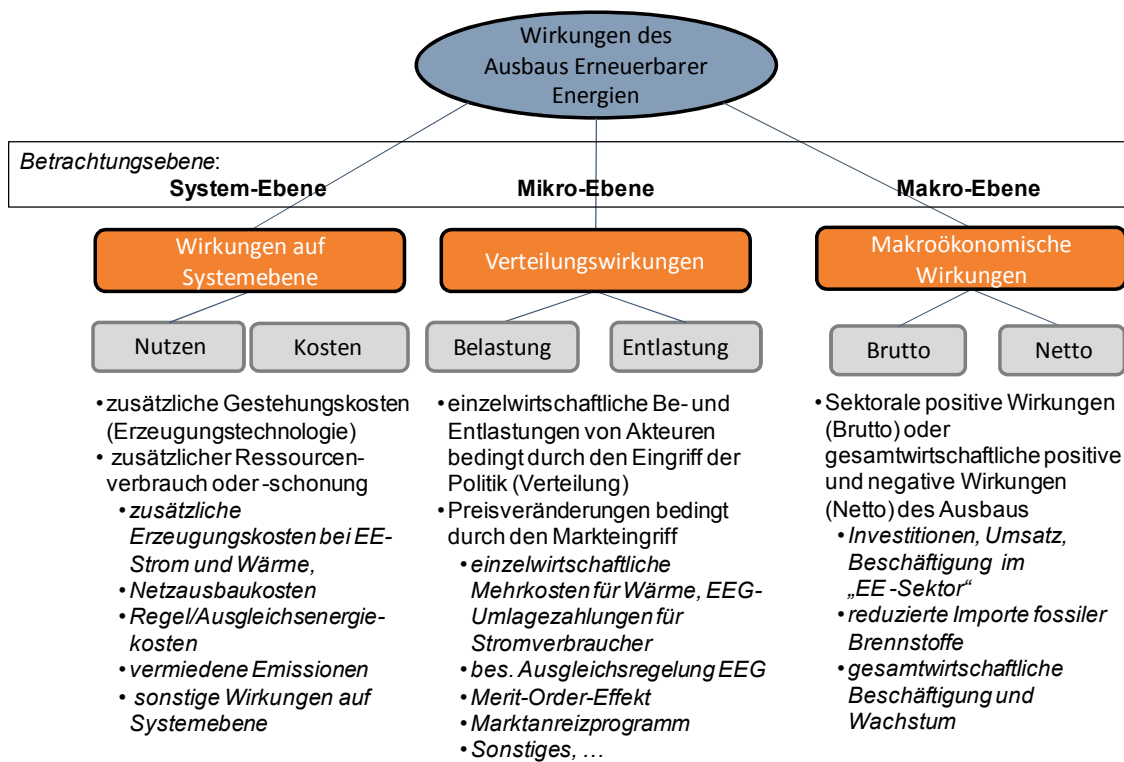 Wirkungen des
Ausbaus Erneuerbarer
Energien
Betrachtungsebene:
System-Ebene Mikro-Ebene Makro-Ebene
Wirkungen auf
Systemebene
Verteilungswirkungen
Makroökonomische
Wirkungen
Nutzen Kosten Belastung Entlastung Brutto Netto
•zusätzliche Gestehungskosten
(Erzeugungstechnologie)
• zusätzlicher Ressourcen-
verbrauch oder -schonung
• zusätzliche
Erzeugungskosten bei EE-
Strom und Wärme,
•Netzausbaukosten
•Regel/Ausgleichsenergie-
kosten
•vermiedene Emissionen
• sonstige Wirkungen auf
Systemebene
•einzelwirtschaftliche Be- und
Entlastungen von Akteuren
bedingt durch den Eingriff der
Politik (Verteilung)
•Preisveränderungen bedingt
durch den Markteingriff
•einzelwirtschaftliche
Mehrkosten für Wärme, EEG-
Umlagezahlungen für
Stromverbraucher
•bes. Ausgleichsregelung EEG
•Merit-Order-Effekt
•Marktanreizprogramm
•Sonstiges, …
•Sektorale positive Wirkungen
(Brutto) oder
gesamtwirtschaftliche positive
und negative Wirkungen
(Netto) des Ausbaus
•Investitionen, Umsatz,
Beschäftigung im
„EE -Sektor“
•reduzierte Importe fossiler
Brennstoffe
•gesamtwirtschaftliche
Beschäftigung und
Wachstum